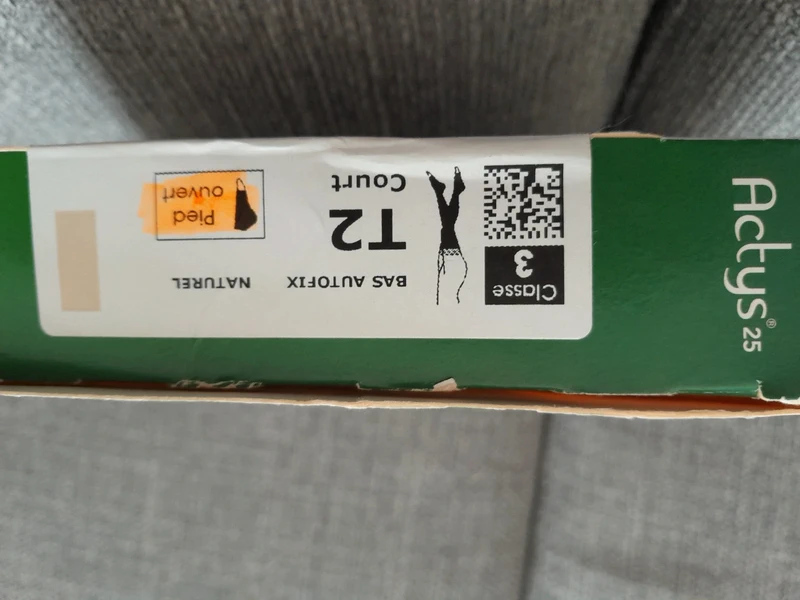 Classe
3
BAS AUTOFIX
NATUREL
T2
Court
Pied
ouvert
Actys® 25